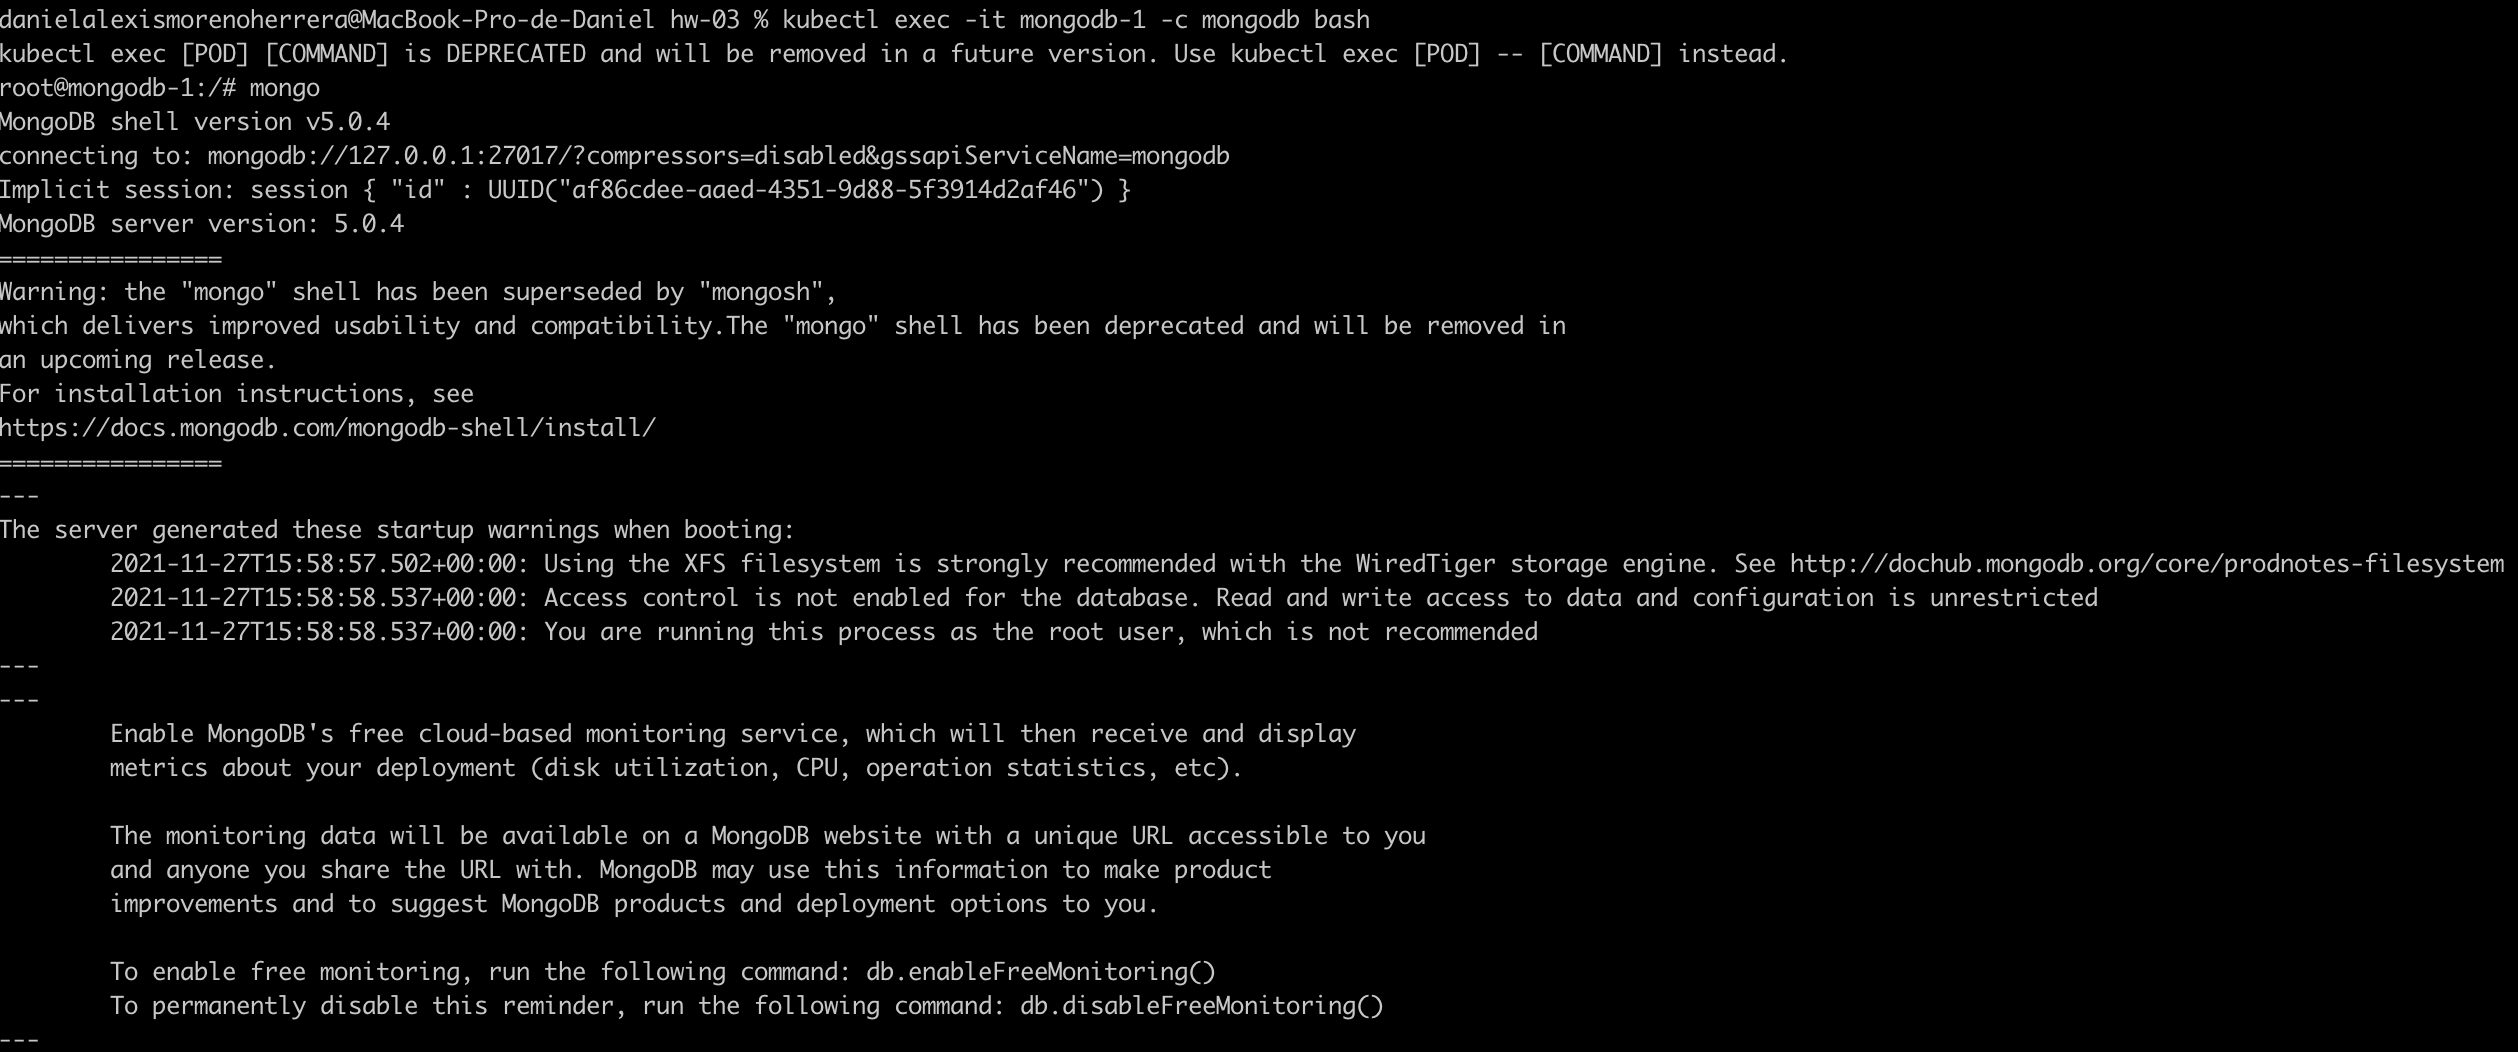 danielalexismorenoherrera@MacBook-Pro-de-Daniel hw-03 % kubectl exec -it mongodb-1 -c mongodb bash
kubectl exec [POD] [COMMAND] is DEPRECATED and will be removed in a future version. Use kubectl exec [POD] -- [COMMAND] instead.
root@mongodb-1:/# mongo
MongoDB shell version v5.0.4
connecting to: mongodb://127.0.0.1:27017/?compressors=disabled&gssapiServiceName=mongodb
Implicit session: session { "id" : UUID("af86cdee-aaed-4351-9d88-5f3914d2af46") }
MongoDB server version: 5.0.4
================
Warning: the "mongo" shell has been superseded by "mongosh",
which delivers improved usability and compatibility.The "mongo" shell has been deprecated and will be removed in
an upcoming release.
For installation instructions, see
https://docs.mongodb.com/mongodb-shell/install/
================
---
The server generated these startup warnings when booting:
        2021-11-27T15:58:57.502+00:00: Using the XFS filesystem is strongly recommended with the WiredTiger storage engine. See http://dochub.mongodb.org/core/prodnotes-filesystem
        2021-11-27T15:58:58.537+00:00: Access control is not enabled for the database. Read and write access to data and configuration is unrestricted
        2021-11-27T15:58:58.537+00:00: You are running this process as the root user, which is not recommended
---
---
        Enable MongoDB's free cloud-based monitoring service, which will then receive and display
        metrics about your deployment (disk utilization, CPU, operation statistics, etc).

        The monitoring data will be available on a MongoDB website with a unique URL accessible to you
        and anyone you share the URL with. MongoDB may use this information to make product
        improvements and to suggest MongoDB products and deployment options to you.

        To enable free monitoring, run the following command: db.enableFreeMonitoring()
        To permanently disable this reminder, run the following command: db.disableFreeMonitoring()
---